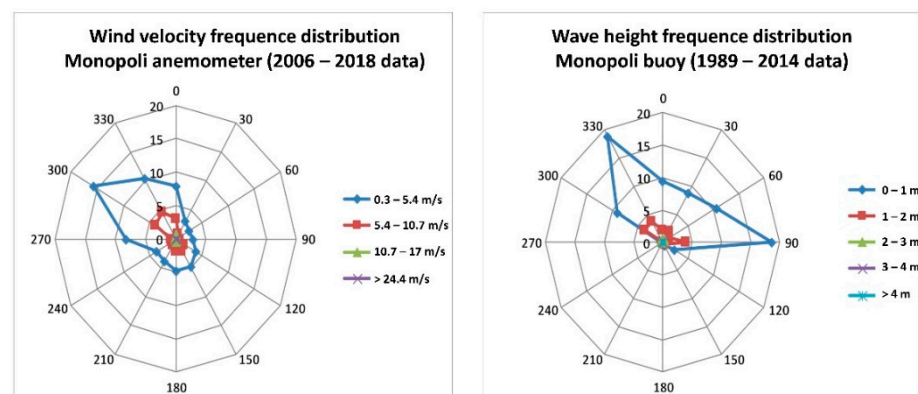 Wind velocity frequence distribution
Monopoli anemometer (2006 – 2018 data)
0
30
60
90
120
150
180
210
240
270
300
330
20
15
10
5
0
0.3 – 5.4 m/s
5.4 – 10.7 m/s
10.7 – 17 m/s
> 24.4 m/s
Wave height frequence distribution
Monopoli buoy (1989 – 2014 data)
0
30
60
90
120
150
180
210
240
270
300
330
20
15
10
5
0
0 – 1 m
1 – 2 m
2 – 3 m
3 – 4 m
> 4 m